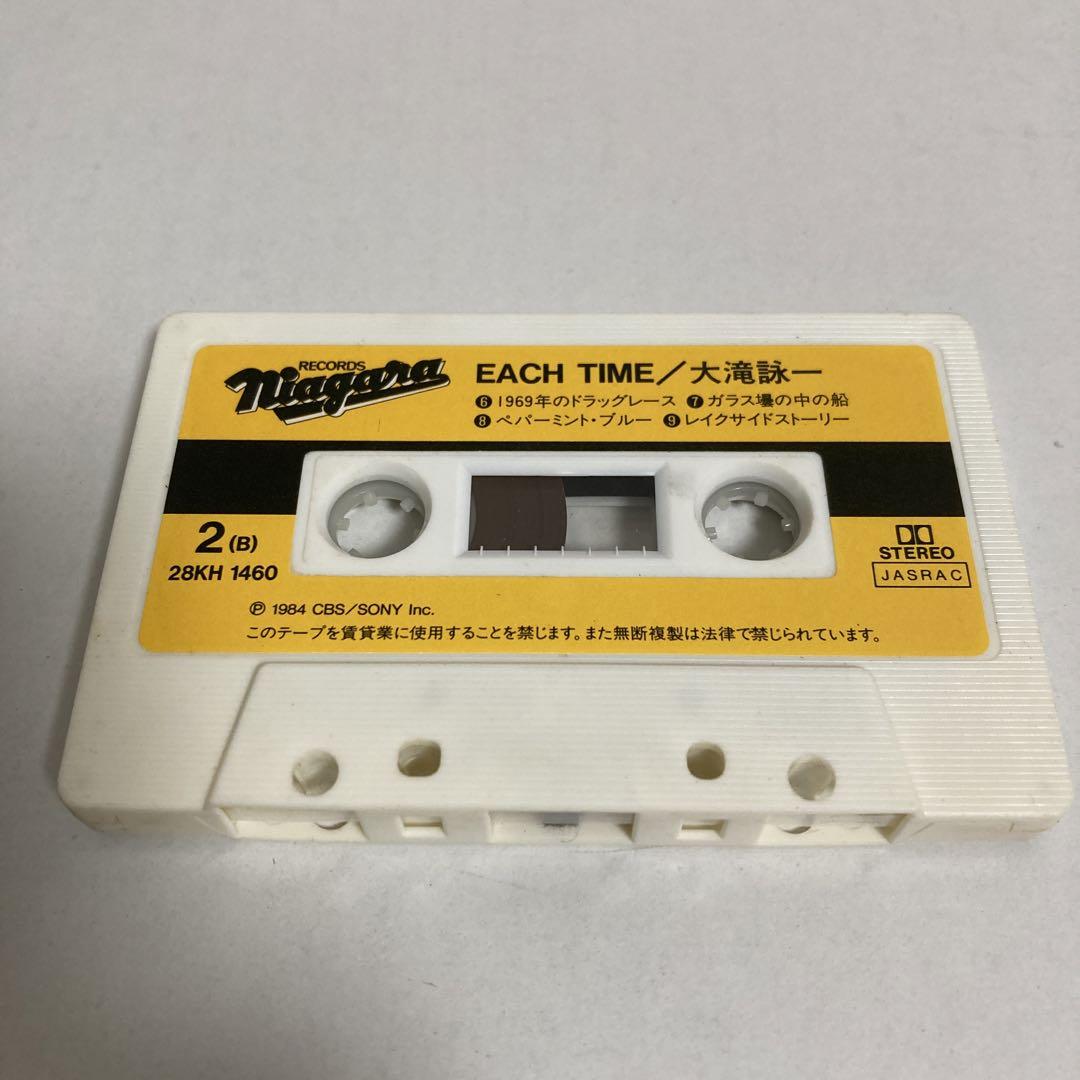 RECORDS
Niagara
EACH TIME／大滝詠一
❻ 1969年のドラッグレース ❼ ガラス壜の中の船
❽ ペパーミント・ブルー ❾ レイクサイドストーリー
2 (B)
28KH 1460
STEREO
JASRAC
Ⓟ 1984 CBS／SONY Inc.
このテープを賃貸業に使用することを禁じます。また無断複製は法律で禁じられています。